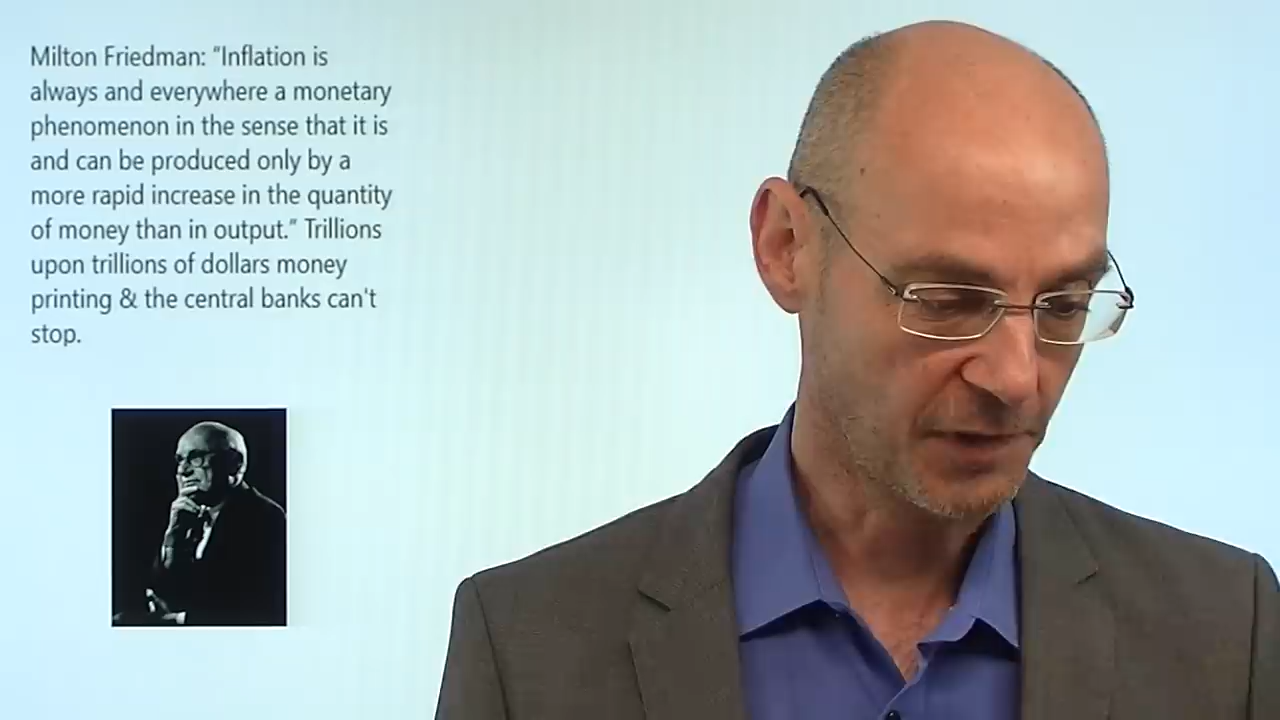 Milton Friedman: “Inflation is
always and everywhere a monetary
phenomenon in the sense that it is
and can be produced only by a
more rapid increase in the quantity
of money than in output.” Trillions
upon trillions of dollars money
printing & the central banks can't
stop.